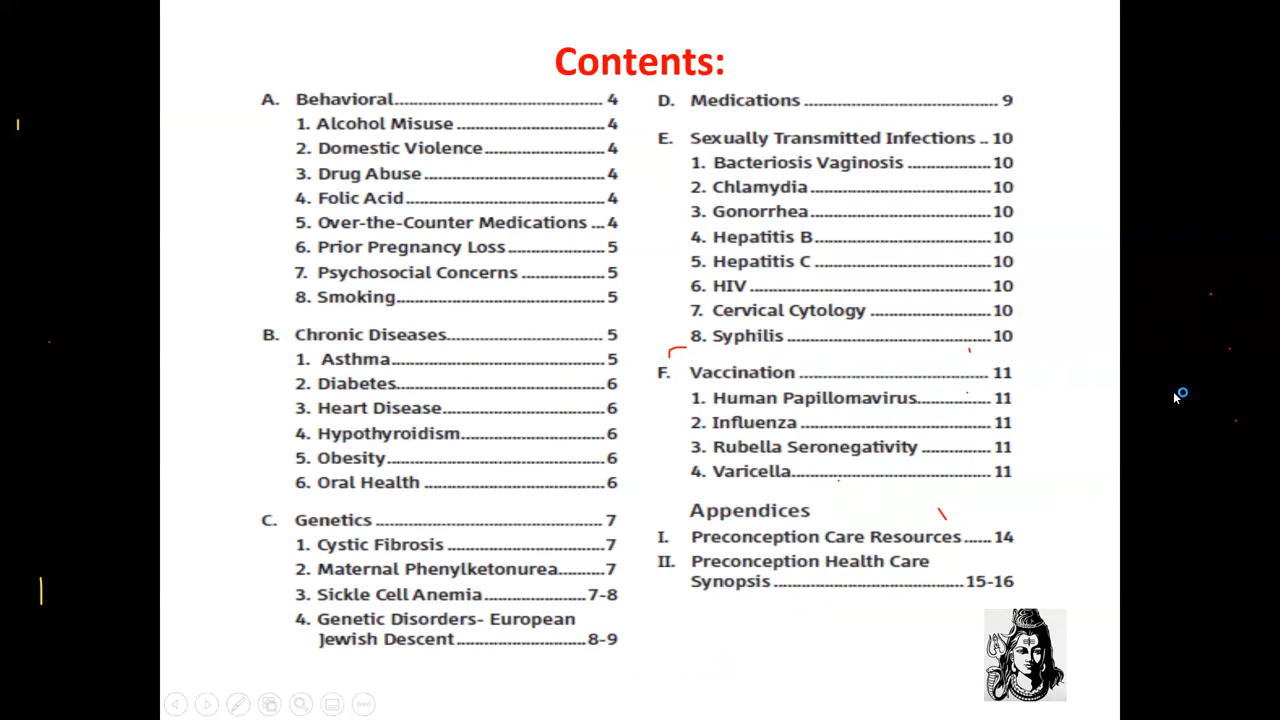 Contents:
A. Behavioral.................................................... 4
1. Alcohol Misuse ..................................... 4
2. Domestic Violence .............................. 4
3. Drug Abuse ............................................. 4
4. Folic Acid .................................................. 4
5. Over-the-Counter Medications ... 4
6. Prior Pregnancy Loss ........................ 5
7. Psychosocial Concerns ..................... 5
8. Smoking.................................................... 5
B. Chronic Diseases....................................... 5
1. Asthma..................................................... 5
2. Diabetes.................................................... 6
3. Heart Disease......................................... 6
4. Hypothyroidism.................................... 6
5. Obesity....................................................... 6
6. Oral Health ............................................. 6
C. Genetics ......................................................... 7
1. Cystic Fibrosis ....................................... 7
2. Maternal Phenylketonurea............ 7
3. Sickle Cell Anemia.......................... 7-8
4. Genetic Disorders- European
Jewish Descent ................................. 8-9
D. Medications ................................................ 9
E. Sexually Transmitted Infections .. 10
1. Bacteriosis Vaginosis ..................... 10
2. Chlamydia............................................. 10
3. Gonorrhea............................................. 10
4. Hepatitis B............................................ 10
5. Hepatitis C ............................................ 10
6. HIV ............................................................ 10
7. Cervical Cytology .............................. 10
8. Syphilis ................................................... 10
F. Vaccination ................................................ 11
1. Human Papillomavirus................... 11
2. Influenza ................................................ 11
3. Rubella Seronegativity .................. 11
4. Varicella.................................................. 11
Appendices
I. Preconception Care Resources ...... 14
II. Preconception Health Care
Synopsis ................................................ 15-16